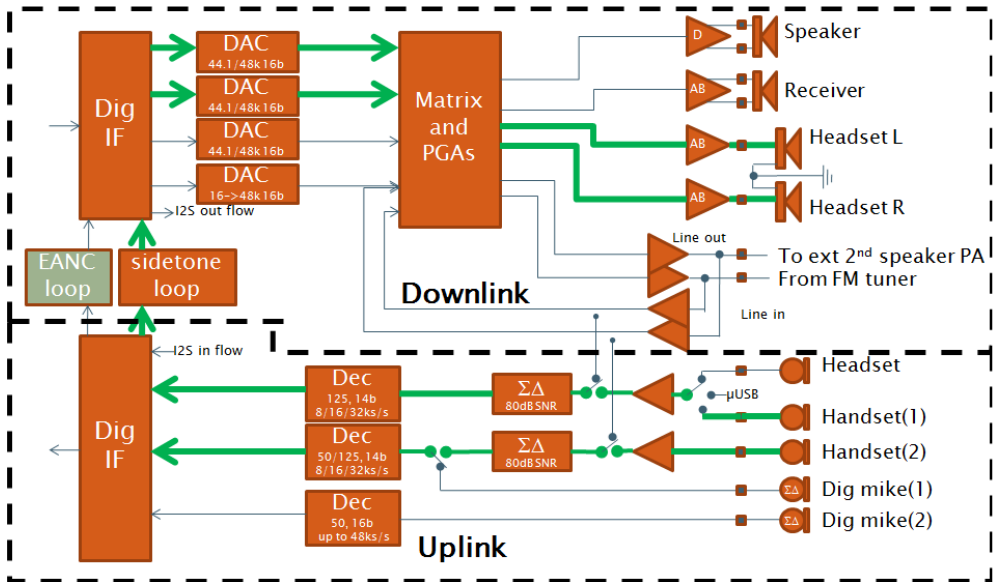 Dig
IF
DAC
44.1/48k 16b
DAC
44.1/48k 16b
DAC
44.1/48k 16b
DAC
16->48k 16b
I2S out flow
EANC
loop
sidetone
loop
Matrix
and
PGAs
D
Speaker
AB
Receiver
AB
Headset L
AB
Headset R
Line out
To ext 2nd speaker PA
From FM tuner
Line in
Downlink
Dig
IF
I2S in flow
Dec
125, 14b
8/16/32ks/s
ΣΔ
80dBSNR
Headset
µUSB
Handset(1)
Dec
50/125, 14b
8/16/32ks/s
ΣΔ
80dBSNR
Handset(2)
ΣΔ
Dig mike(1)
Dec
50, 16b
up to 48ks/s
ΣΔ
Dig mike(2)
Uplink